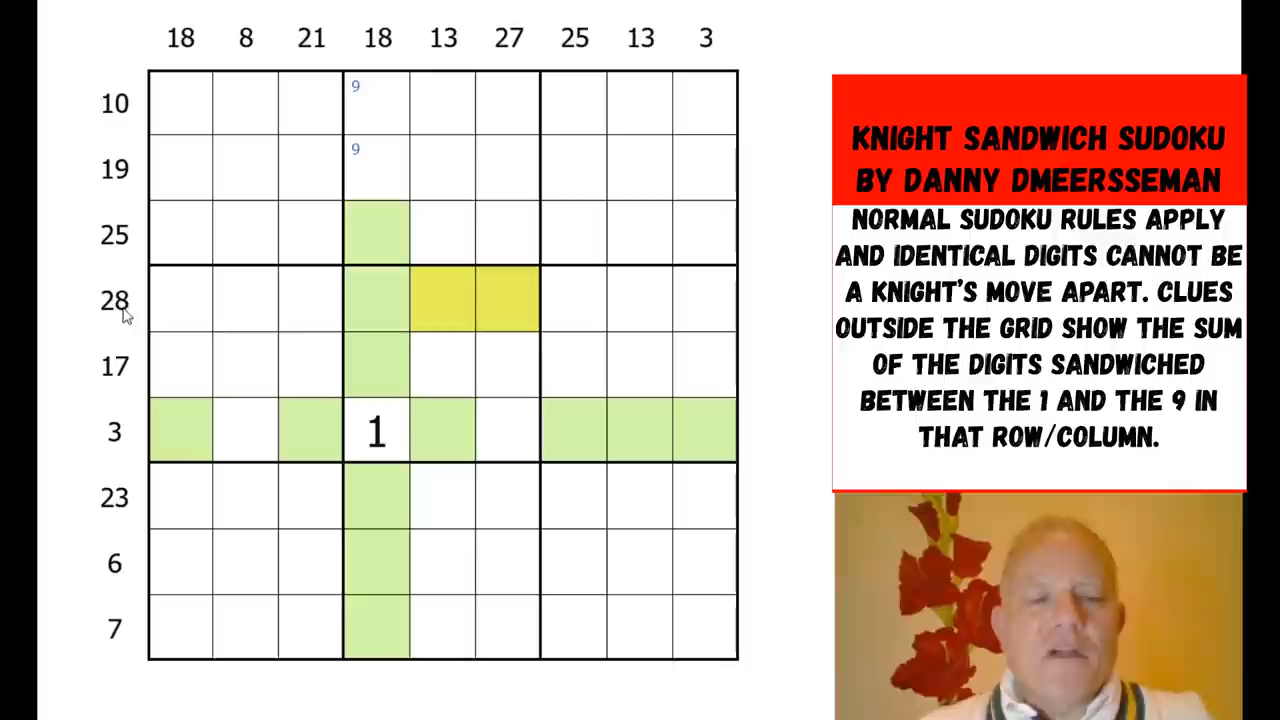 18 8 21 18 13 27 25 13 3
10 9
19 9
25
28
17
3 1
23
6
7
KNIGHT SANDWICH SUDOKU
BY DANNY DMEERSSEMAN
NORMAL SUDOKU RULES APPLY
AND IDENTICAL DIGITS CANNOT BE
A KNIGHT'S MOVE APART. CLUES
OUTSIDE THE GRID SHOW THE SUM
OF THE DIGITS SANDWICHED
BETWEEN THE 1 AND THE 9 IN
THAT ROW/COLUMN.